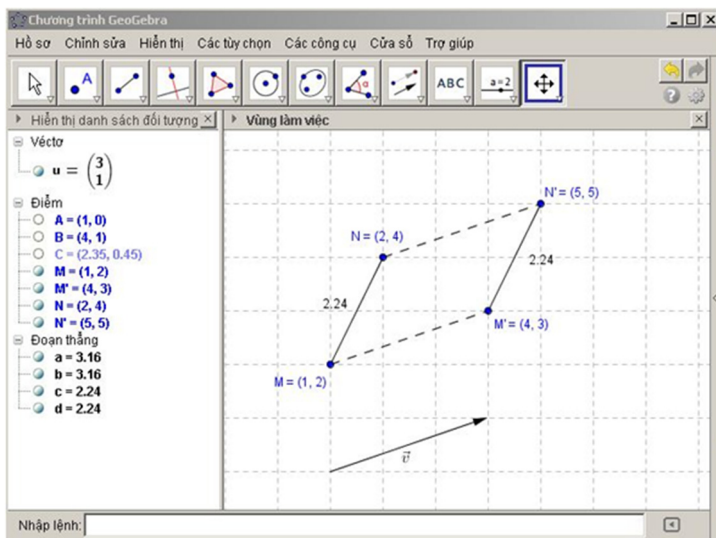 Chương trình GeoGebra
Hồ sơ Chỉnh sửa Hiển thị Các tùy chọn Các công cụ Cửa sổ Trợ giúp
A
α
ABC
a=2
Hiển thị danh sách đối tượng
Vùng làm việc
Véctơ
u = (3 1)
Điểm
A = (1, 0)
B = (4, 1)
C = (2.35, 0.45)
M = (1, 2)
M' = (4, 3)
N = (2, 4)
N' = (5, 5)
Đoạn thẳng
a = 3.16
b = 3.16
c = 2.24
d = 2.24
N' = (5, 5)
N = (2, 4)
2.24
2.24
M' = (4, 3)
M = (1, 2)
v⃗
Nhập lệnh: